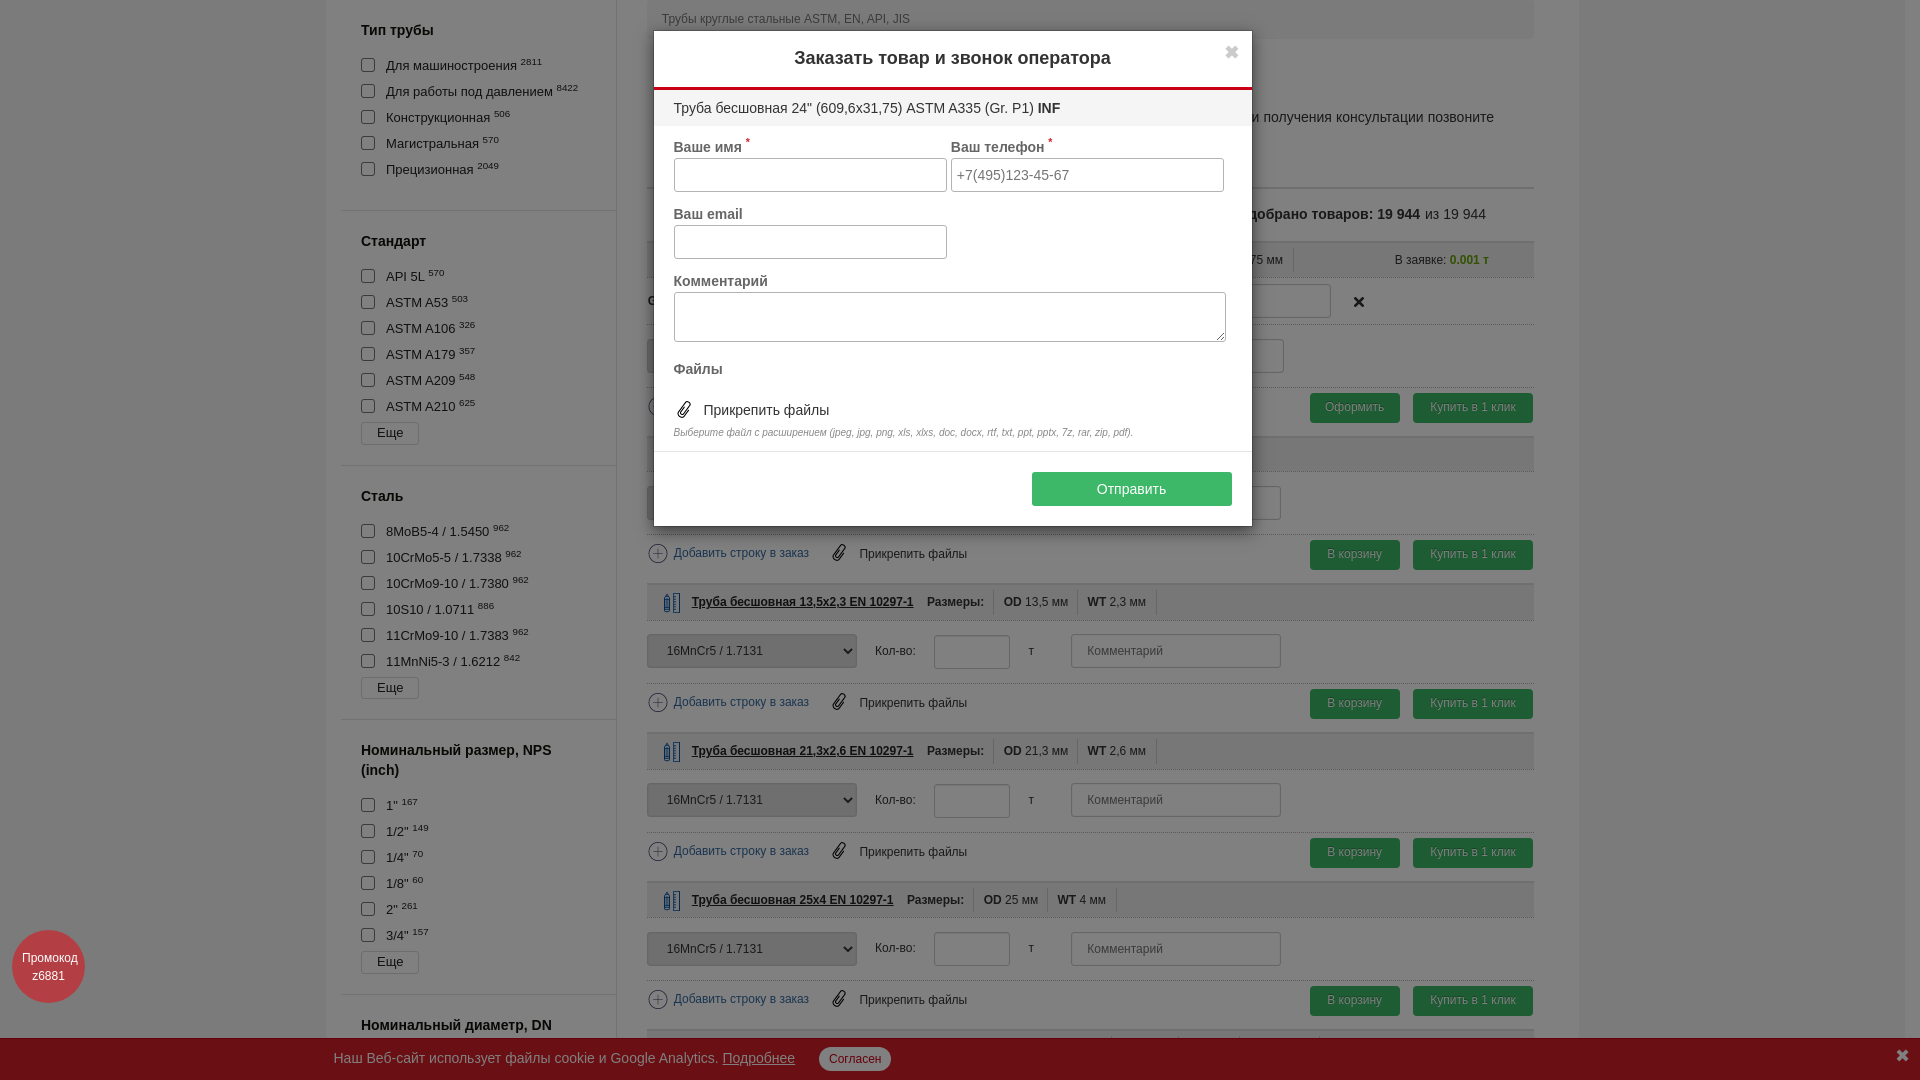 Тип трубы
Для машиностроения 2811
Для работы под давлением 8422
Конструкционная 506
Магистральная 570
Прецизионная 2049
Стандарт
API 5L 570
ASTM A53 503
ASTM A106 326
ASTM A179 357
ASTM A209 548
ASTM A210 625
Еще
Сталь
8MoB5-4 / 1.5450 962
10CrMo5-5 / 1.7338 962
10CrMo9-10 / 1.7380 962
10S10 / 1.0711 886
11CrMo9-10 / 1.7383 962
11MnNi5-3 / 1.6212 842
Еще
Номинальный размер, NPS
(inch)
1" 167
1/2" 149
1/4" 70
1/8" 60
2" 261
3/4" 157
Еще
Номинальный диаметр, DN
Трубы круглые стальные ASTM, EN, API, JIS
и получения консультации позвоните
добрано товаров: 19 944 из 19 944
75 мм
В заявке: 0.001 т
Заказать товар и звонок оператора
Труба бесшовная 24" (609,6x31,75) ASTM A335 (Gr. P1) INF
Ваше имя *
Ваш телефон *
+7(495)123-45-67
Ваш email
Комментарий
Файлы
Прикрепить файлы
Выберите файл с расширением (jpeg, jpg, png, xls, xlxs, doc, docx, rtf, txt, ppt, pptx, 7z, rar, zip, pdf).
Отправить
Оформить Купить в 1 клик
Добавить строку в заказ Прикрепить файлы В корзину Купить в 1 клик
Труба бесшовная 13,5x2,3 EN 10297-1 Размеры: OD 13,5 мм WT 2,3 мм
16MnCr5 / 1.7131 Кол-во: т Комментарий
Добавить строку в заказ Прикрепить файлы В корзину Купить в 1 клик
Труба бесшовная 21,3x2,6 EN 10297-1 Размеры: OD 21,3 мм WT 2,6 мм
16MnCr5 / 1.7131 Кол-во: т Комментарий
Добавить строку в заказ Прикрепить файлы В корзину Купить в 1 клик
Труба бесшовная 25x4 EN 10297-1 Размеры: OD 25 мм WT 4 мм
16MnCr5 / 1.7131 Кол-во: т Комментарий
Добавить строку в заказ Прикрепить файлы В корзину Купить в 1 клик
Промокод
z6881
Наш Веб-сайт использует файлы cookie и Google Analytics. Подробнее Согласен